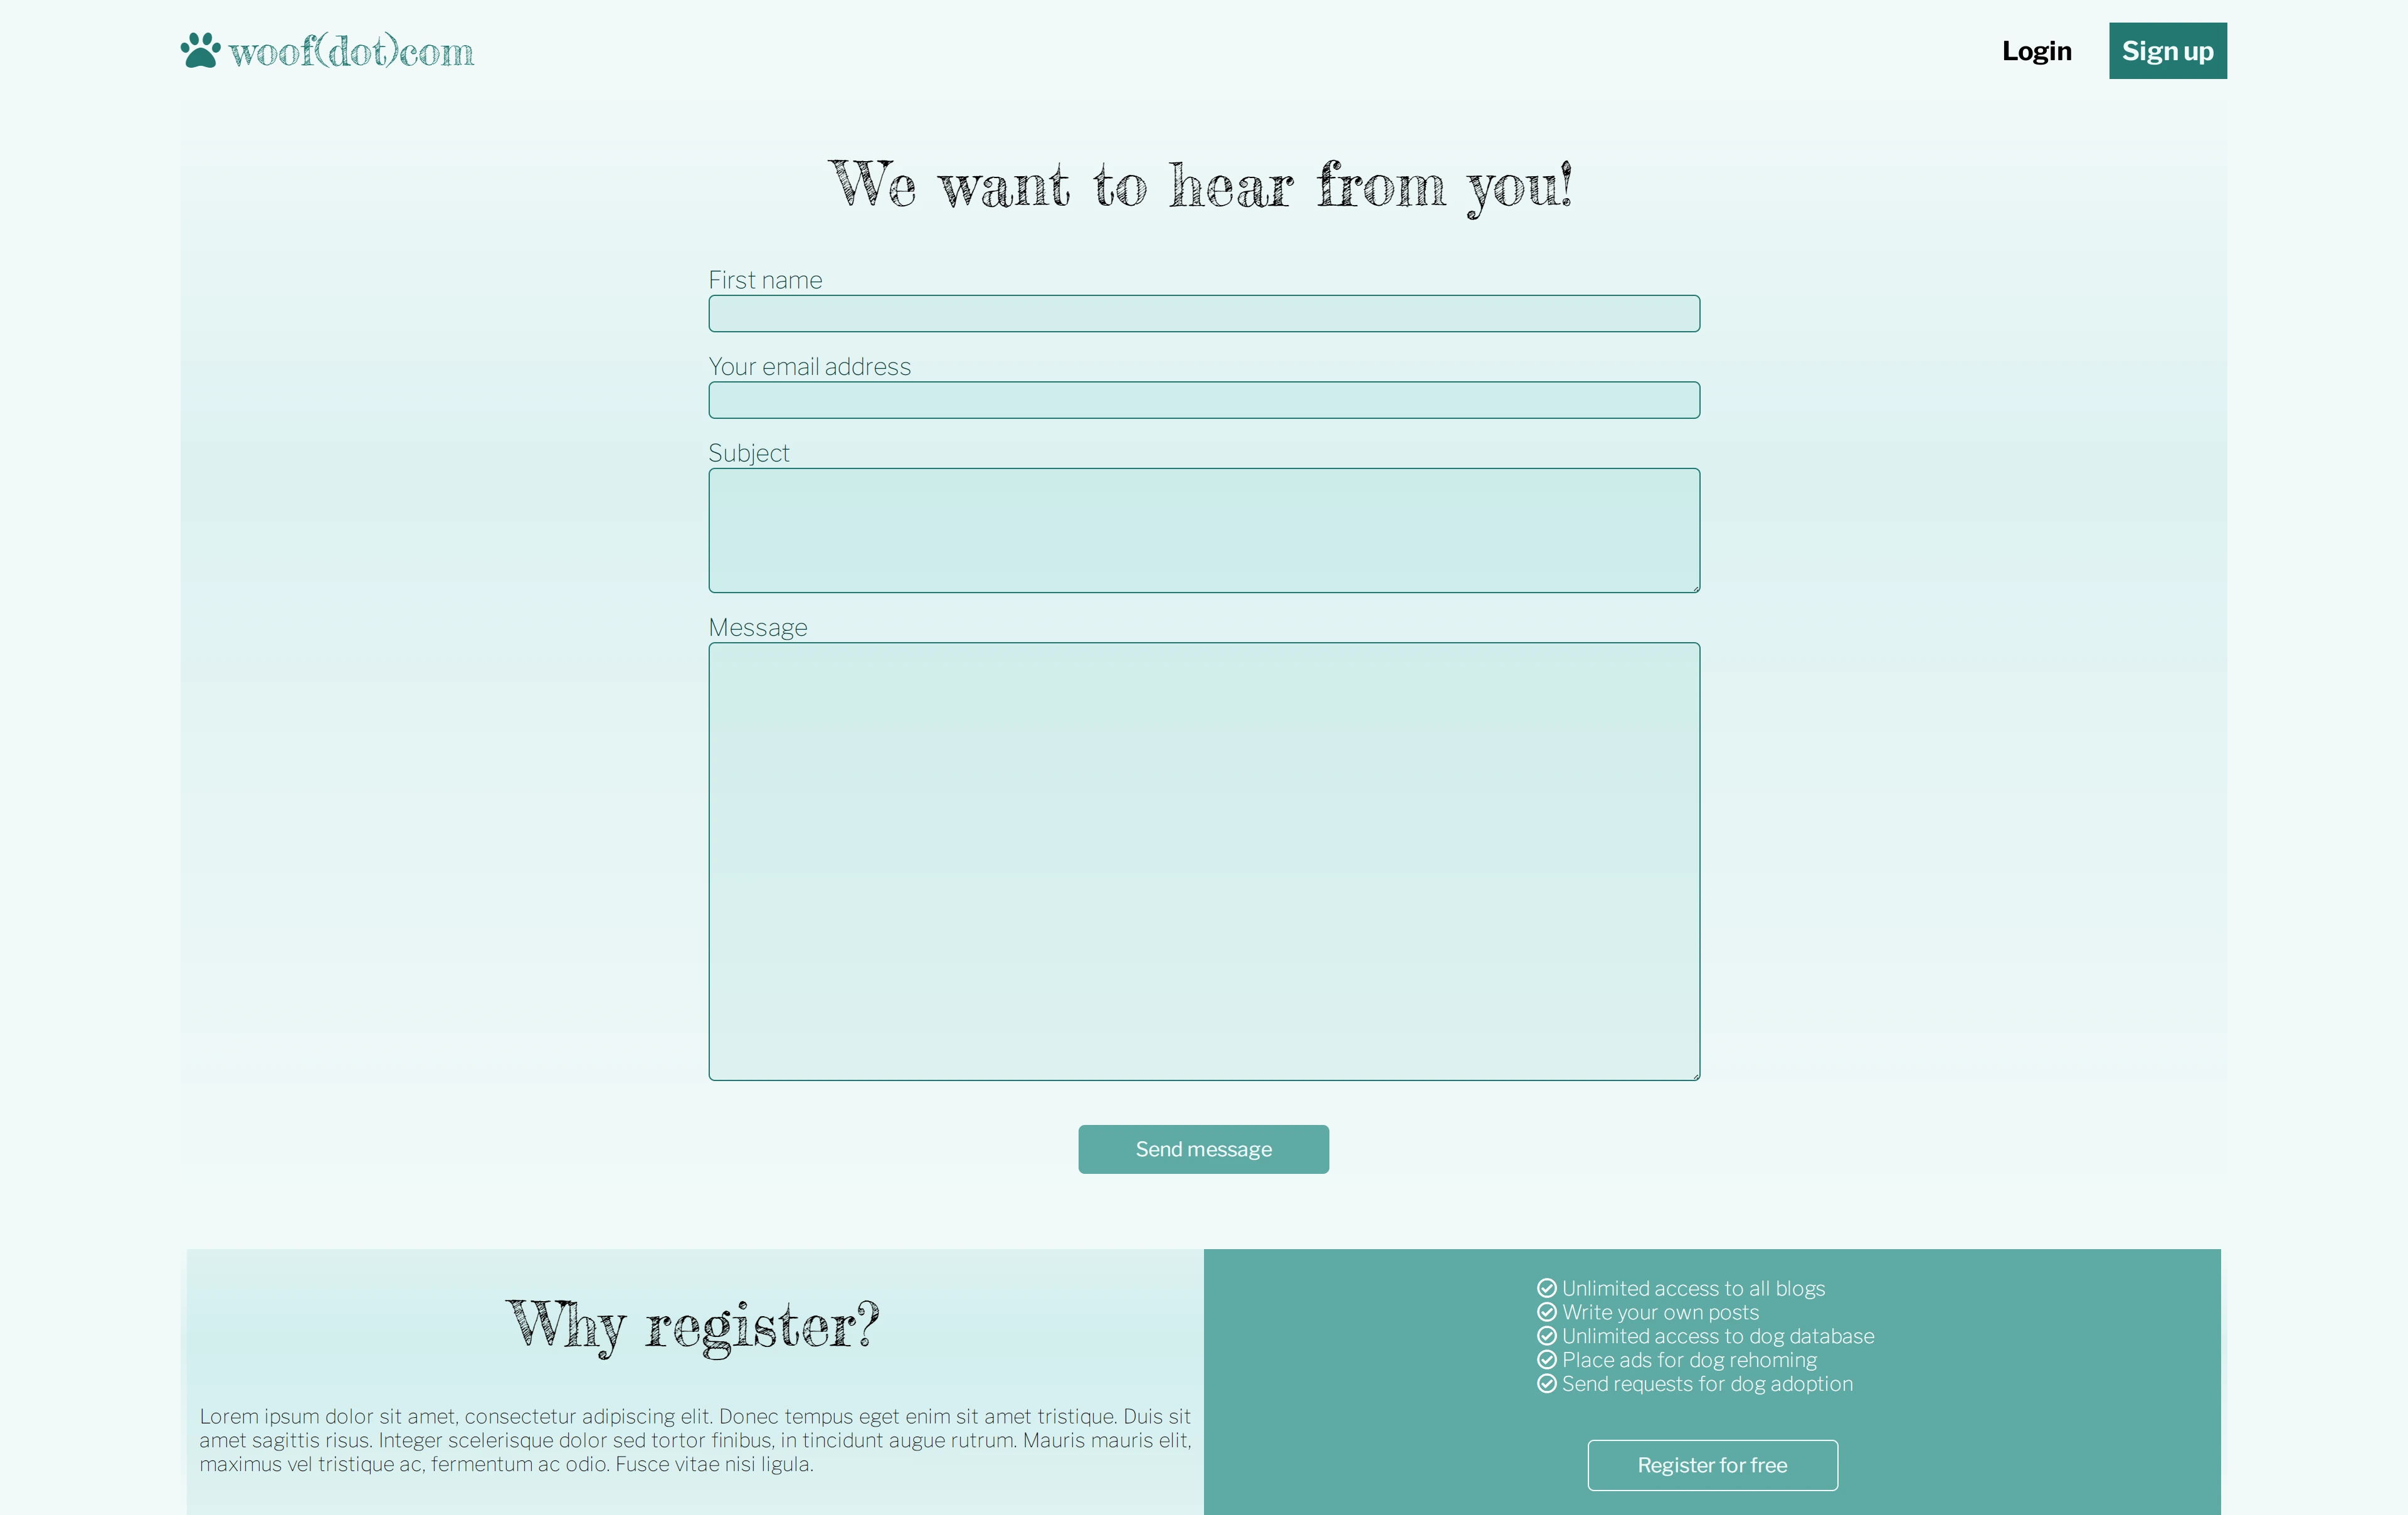 woof(dot)com
Login
Sign up
We want to hear from you!
First name
Your email address
Subject
Message
Send message
Why register?
Lorem ipsum dolor sit amet, consectetur adipiscing elit. Donec tempus eget enim sit amet tristique. Duis sit
amet sagittis risus. Integer scelerisque dolor sed tortor finibus, in tincidunt augue rutrum. Mauris mauris elit,
maximus vel tristique ac, fermentum ac odio. Fusce vitae nisi ligula.
Unlimited access to all blogs
Write your own posts
Unlimited access to dog database
Place ads for dog rehoming
Send requests for dog adoption
Register for free